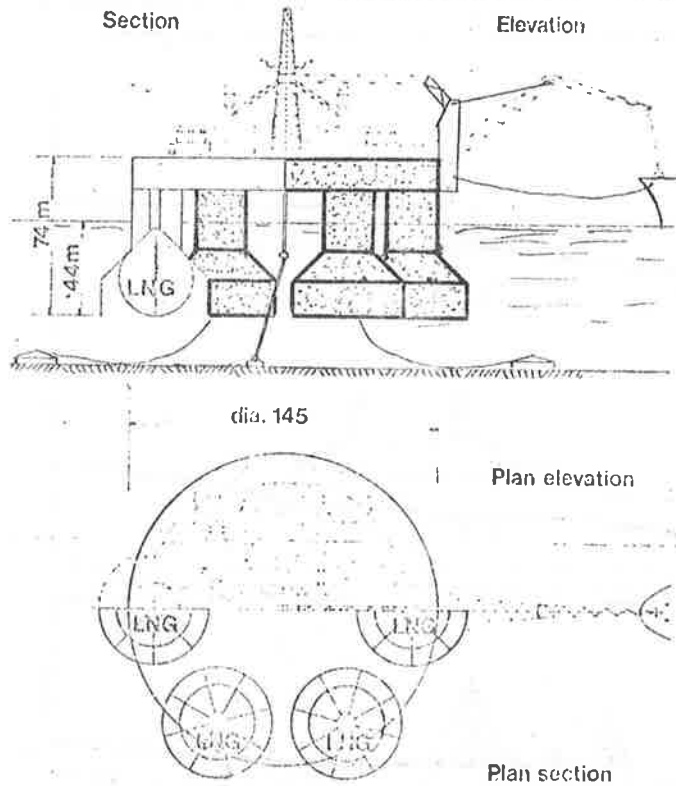 Section
Elevation
74 m
44m
LNG
dia. 145
Plan elevation
LNG
LNG
LNG
LNG
Plan section